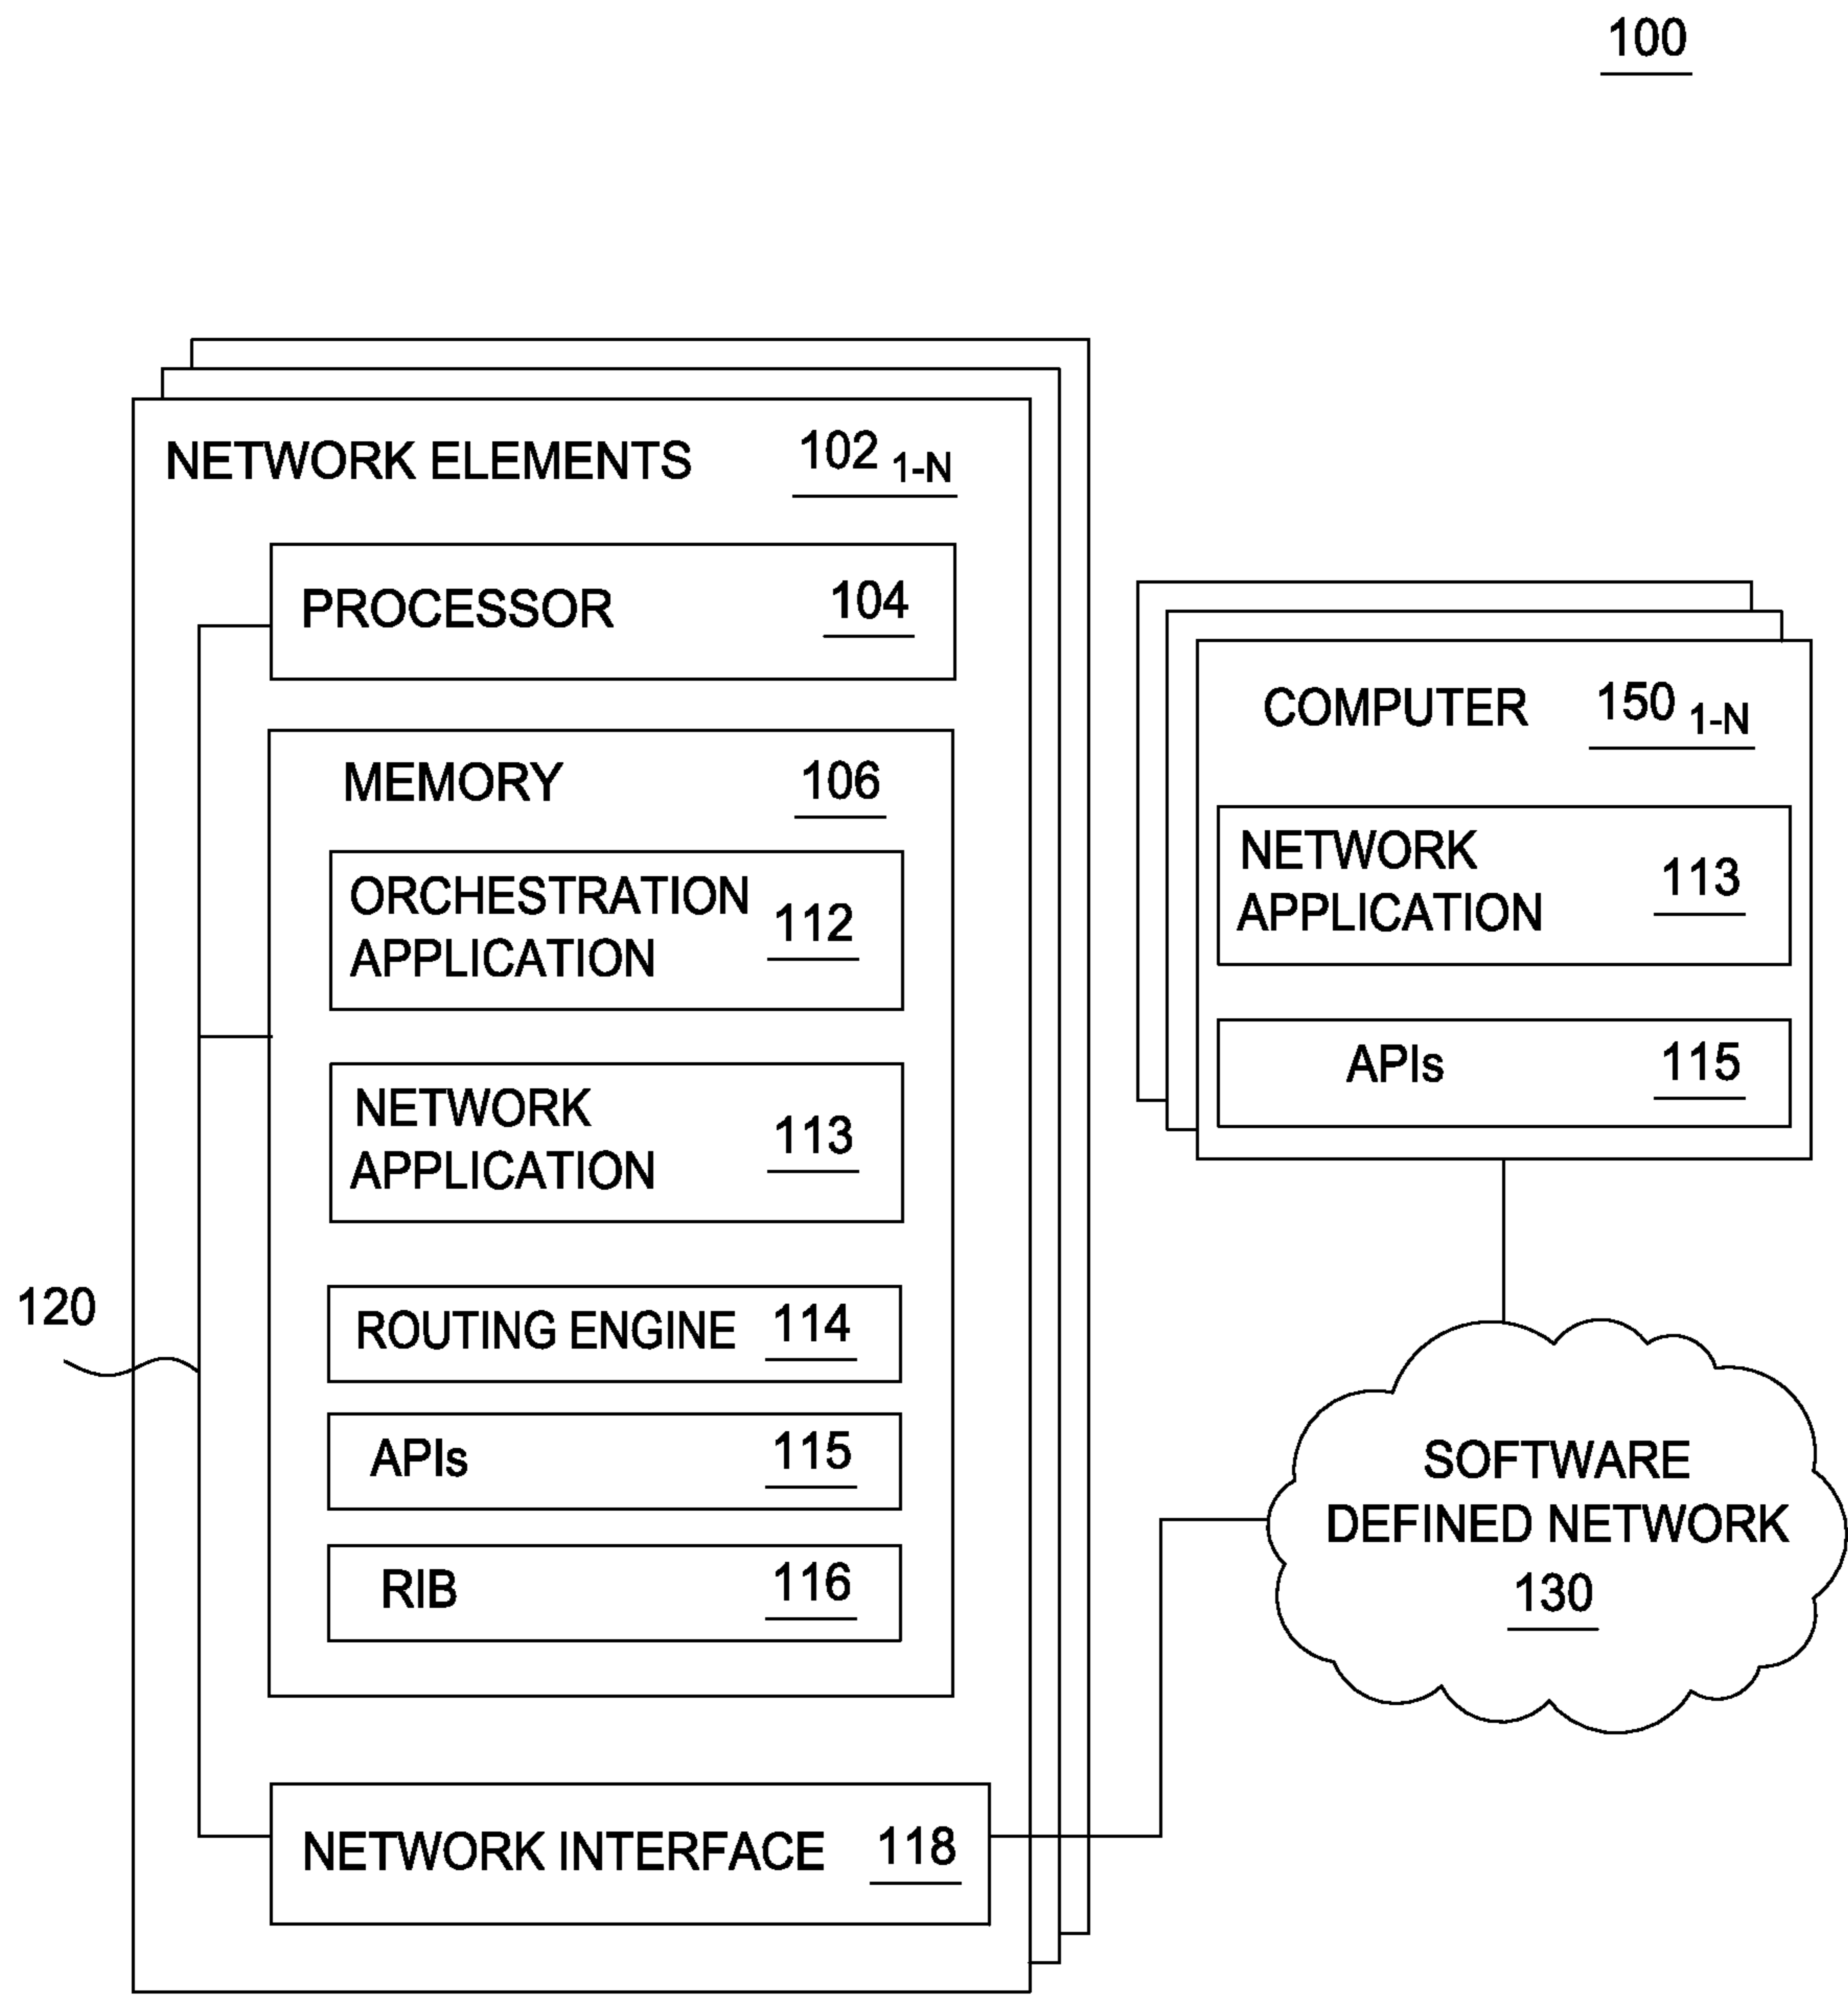 100
NETWORK ELEMENTS 102 1-N
PROCESSOR 104
MEMORY 106
ORCHESTRATION
APPLICATION 112
NETWORK
APPLICATION 113
ROUTING ENGINE 114
APIs 115
RIB 116
NETWORK INTERFACE 118
120
COMPUTER 150 1-N
NETWORK
APPLICATION 113
APIs 115
SOFTWARE
DEFINED NETWORK
130